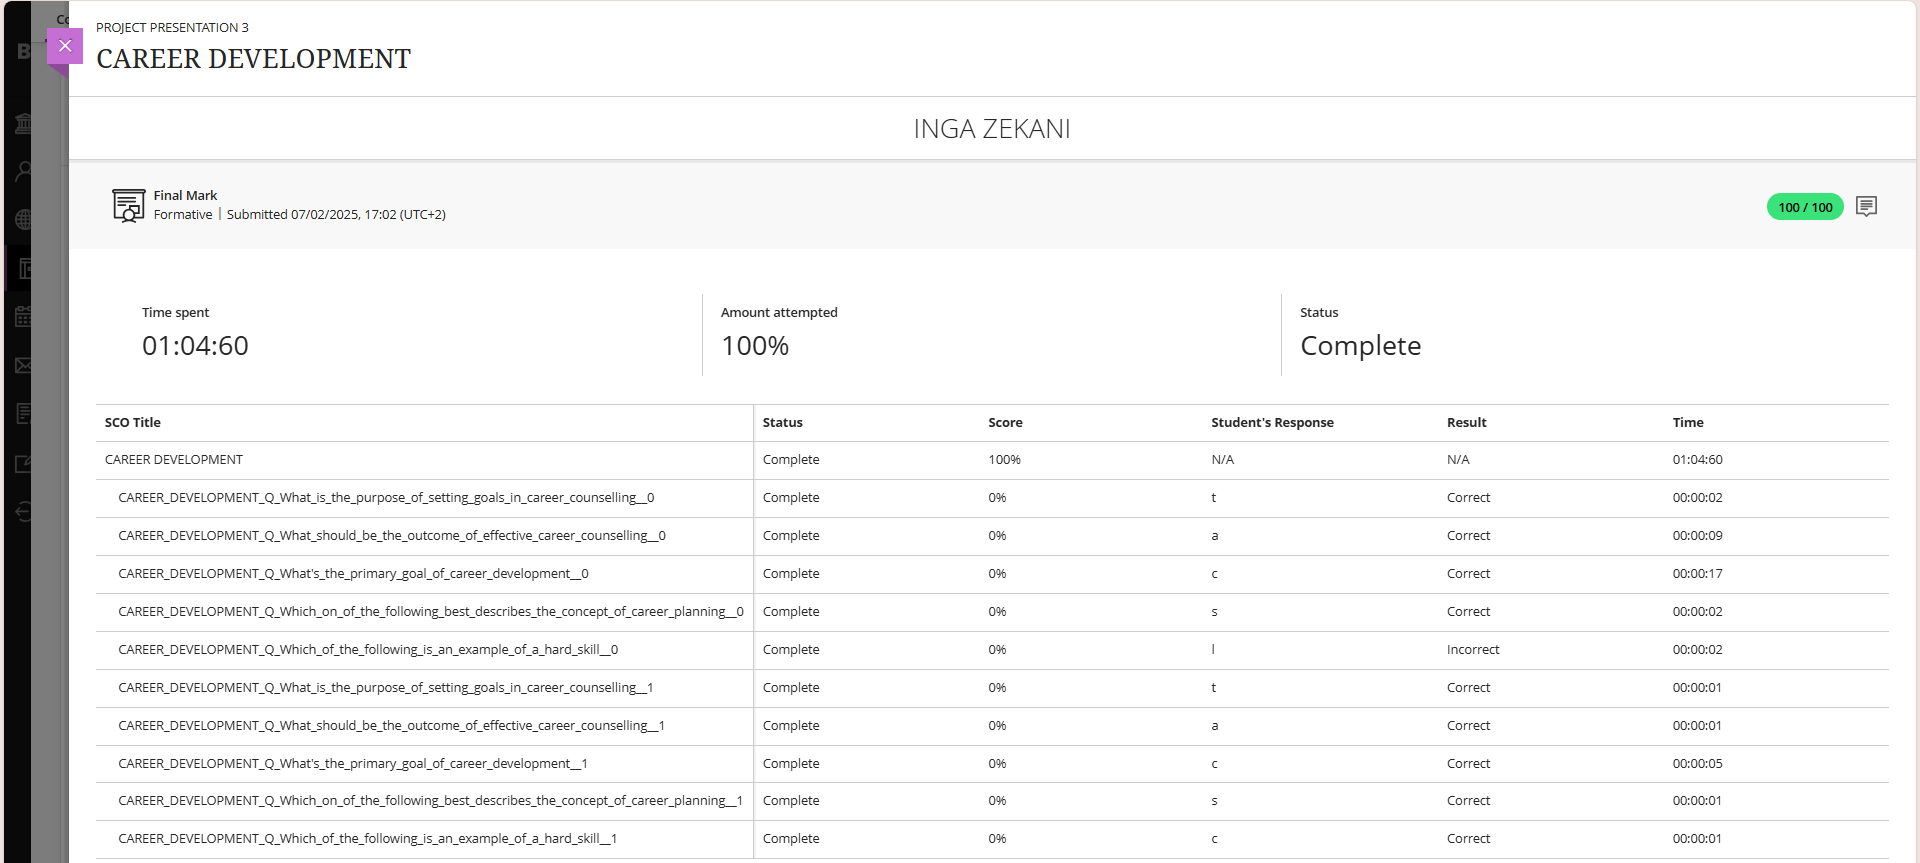 Co
B
PROJECT PRESENTATION 3
CAREER DEVELOPMENT
INGA ZEKANI
Final Mark
Formative | Submitted 07/02/2025, 17:02 (UTC+2)
100 / 100
Time spent
01:04:60
Amount attempted
100%
Status
Complete
SCO Title Status Score Student's Response Result Time
CAREER DEVELOPMENT Complete 100% N/A N/A 01:04:60
CAREER_DEVELOPMENT_Q_What_is_the_purpose_of_setting_goals_in_career_counselling__0 Complete 0% t Correct 00:00:02
CAREER_DEVELOPMENT_Q_What_should_be_the_outcome_of_effective_career_counselling__0 Complete 0% a Correct 00:00:09
CAREER_DEVELOPMENT_Q_What's_the_primary_goal_of_career_development__0 Complete 0% c Correct 00:00:17
CAREER_DEVELOPMENT_Q_Which_on_of_the_following_best_describes_the_concept_of_career_planning__0 Complete 0% s Correct 00:00:02
CAREER_DEVELOPMENT_Q_Which_of_the_following_is_an_example_of_a_hard_skill__0 Complete 0% l Incorrect 00:00:02
CAREER_DEVELOPMENT_Q_What_is_the_purpose_of_setting_goals_in_career_counselling__1 Complete 0% t Correct 00:00:01
CAREER_DEVELOPMENT_Q_What_should_be_the_outcome_of_effective_career_counselling__1 Complete 0% a Correct 00:00:01
CAREER_DEVELOPMENT_Q_What's_the_primary_goal_of_career_development__1 Complete 0% c Correct 00:00:05
CAREER_DEVELOPMENT_Q_Which_on_of_the_following_best_describes_the_concept_of_career_planning__1 Complete 0% s Correct 00:00:01
CAREER_DEVELOPMENT_Q_Which_of_the_following_is_an_example_of_a_hard_skill__1 Complete 0% c Correct 00:00:01